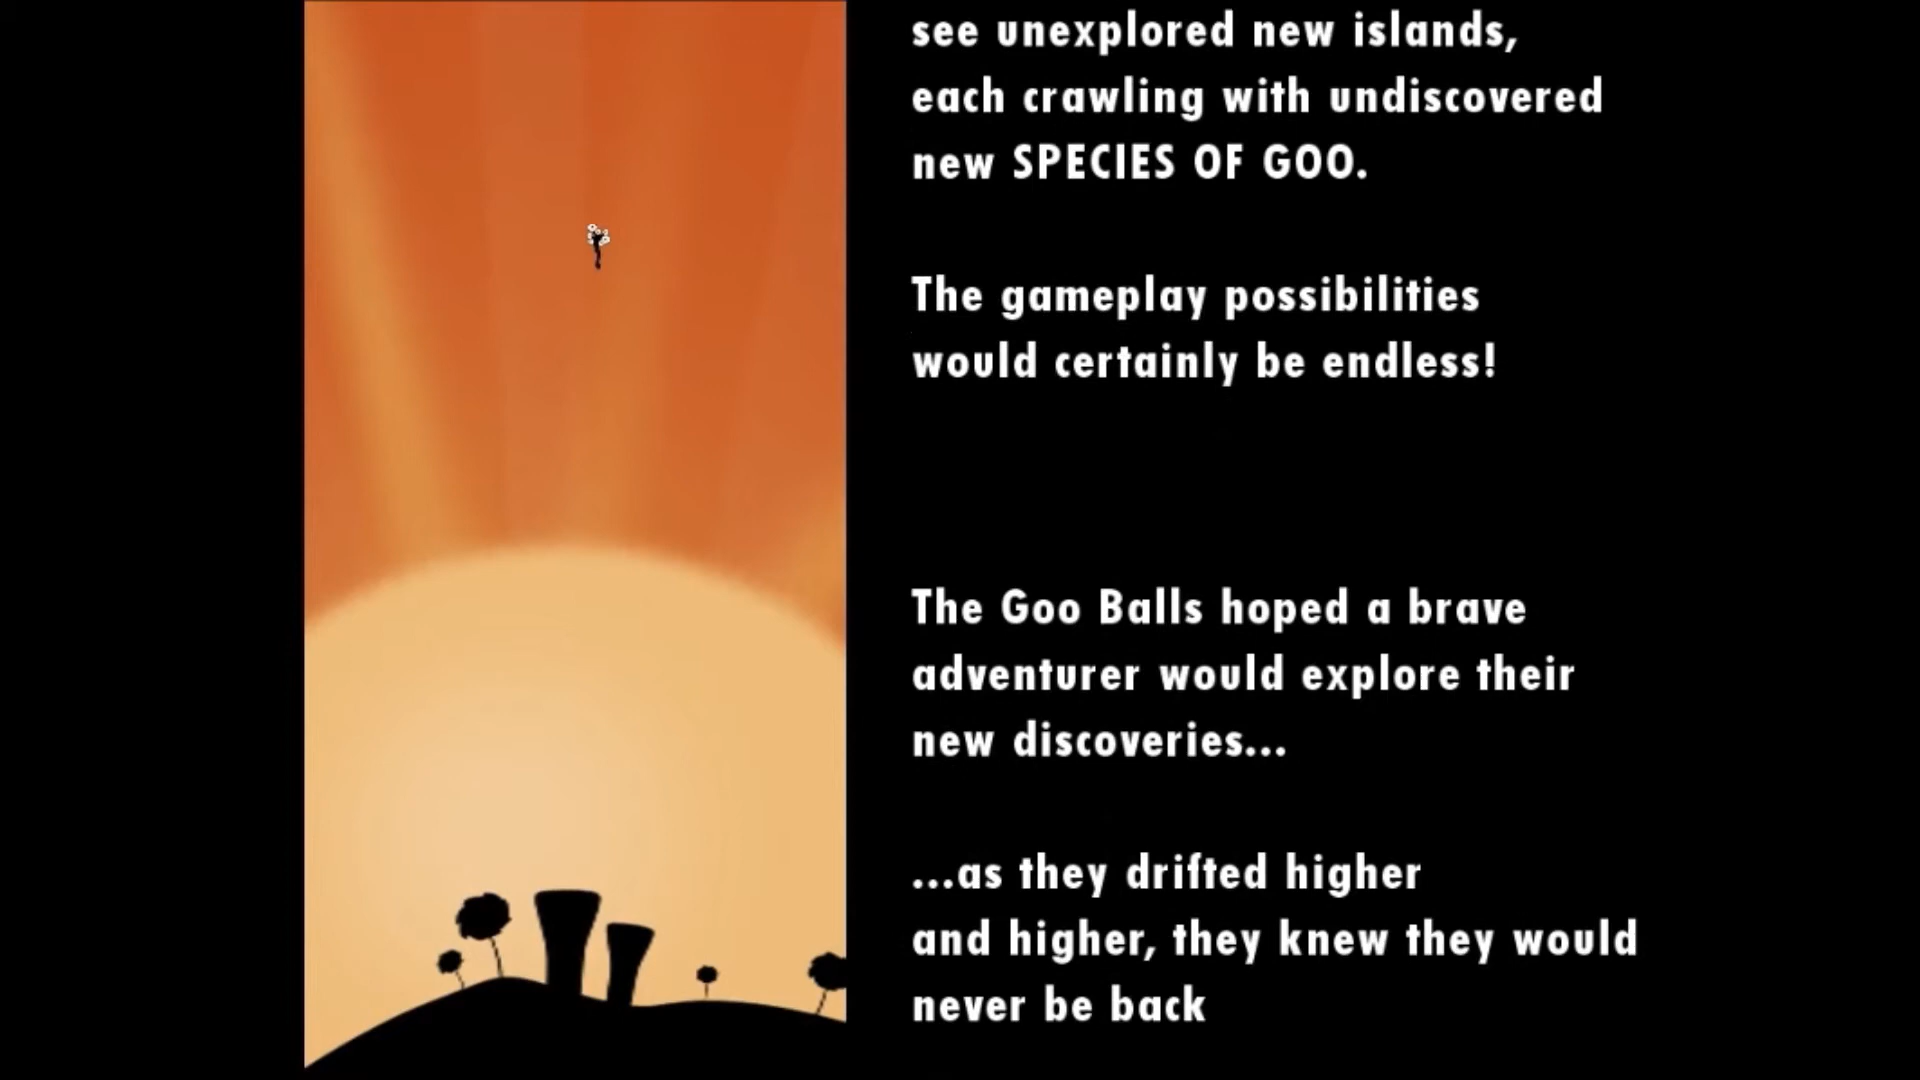 see unexplored new islands,
each crawling with undiscovered
new SPECIES OF GOO.
The gameplay possibilities
would certainly be endless!
The Goo Balls hoped a brave
adventurer would explore their
new discoveries...
...as they drifted higher
and higher, they knew they would
never be back